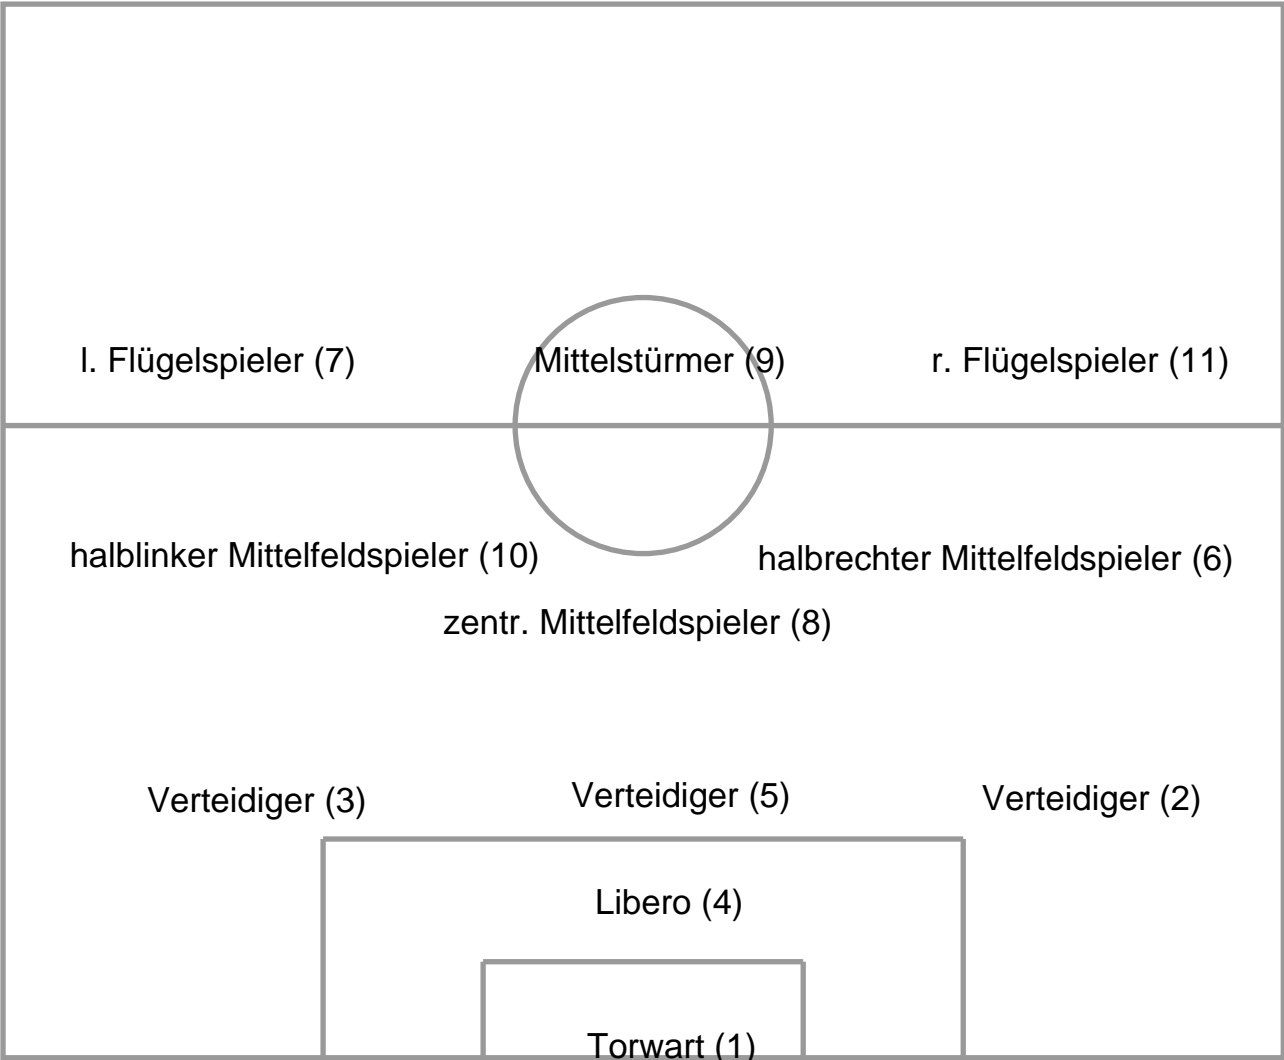 l. Flügelspieler (7) Mittelstürmer (9) r. Flügelspieler (11)
halblinker Mittelfeldspieler (10) halbrechter Mittelfeldspieler (6)
zentr. Mittelfeldspieler (8)
Verteidiger (3) Verteidiger (5) Verteidiger (2)
Libero (4)
Torwart (1)